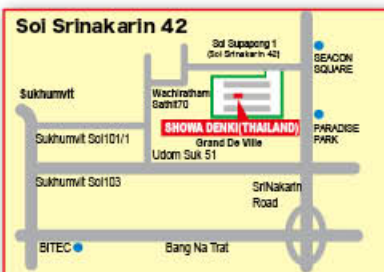 Soi Srinakarin 42
Soi Supapong 1
(Soi Srinakarin 42)
SEACON
SQUARE
Sukhumvit
Wachiratham
Sathit70
SHOWA DENKI(THAILAND)
PARADISE
PARK
Sukhumvit Soi101/1
Grand De Ville
Udom Suk 51
Sukhumvit Soi103
SriNakarin
Road
BITEC
Bang Na Trat